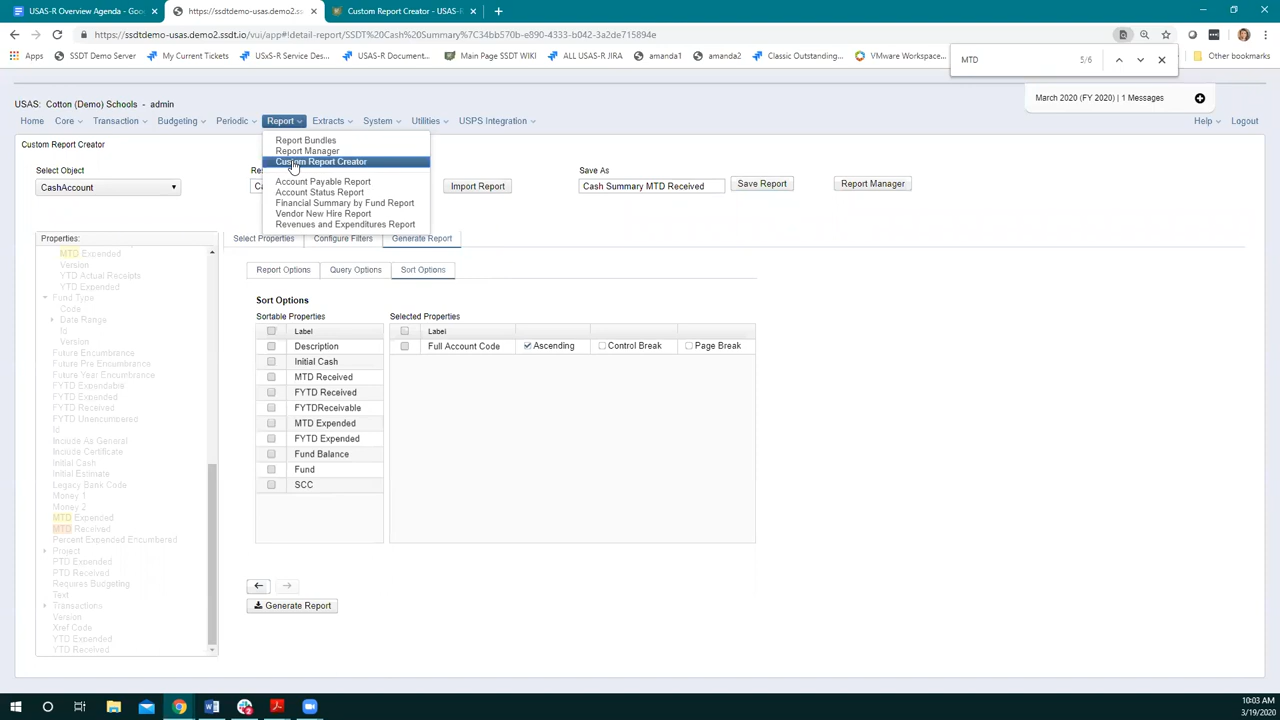 USAS-R Overview Agenda - Goo
https://ssdtdemo-usas.demo2.ssdt.io
Custom Report Creator - USAS-R
https://ssdtdemo-usas.demo2.ssdt.io/vui/app#!detail-report/SSDT%20Cash%20Summary%7C34bb571b-e890-4333-b042-3a2de715894e
Apps
SSDT Demo Server
My Current Tickets
USxS-R Service Des...
USAS-R Document...
Main Page SSDT WIKI
ALL USAS-R JIRA
amanda1
amanda2
Classic Outstanding...
VMware Workspace...
Other bookmarks
MTD 5/6
March 2020 (FY 2020) | 1 Messages
USAS: Cotton (Demo) Schools - admin
Home Core Transaction Budgeting Periodic Report Extracts System Utilities USPS Integration Help Logout
Report Bundles
Report Manager
Custom Report Creator
Account Payable Report
Account Status Report
Financial Summary by Fund Report
Vendor New Hire Report
Revenues and Expenditures Report
Custom Report Creator
Select Object
CashAccount
Import Report
Save As
Cash Summary MTD Received
Save Report
Report Manager
Properties:
MTD Expended
Version
YTD Actual Receipts
YTD Expended
Fund Type
Code
Date Range
Id
Version
Future Encumbrance
Future Pre Encumbrance
Future Year Encumbrance
FYTD Expendable
FYTD Expended
FYTD Received
FYTD Unencumbered
Id
Include As General
Include Certificate
Initial Cash
Initial Estimate
Legacy Bank Code
Money 1
Money 2
MTD Expended
MTD Received
Percent Expended Encumbered
Project
PTD Expended
PTD Received
Requires Budgeting
Text
Transactions
Version
Xref Code
YTD Expended
YTD Received
Select Properties
Configure Filters
Generate Report
Report Options
Query Options
Sort Options
Sort Options
Sortable Properties
Label
Description
Initial Cash
MTD Received
FYTD Received
FYTDReceivable
MTD Expended
FYTD Expended
Fund Balance
Fund
SCC
Selected Properties
Label
Full Account Code
Ascending
Control Break
Page Break
Generate Report
10:03 AM
3/19/2020